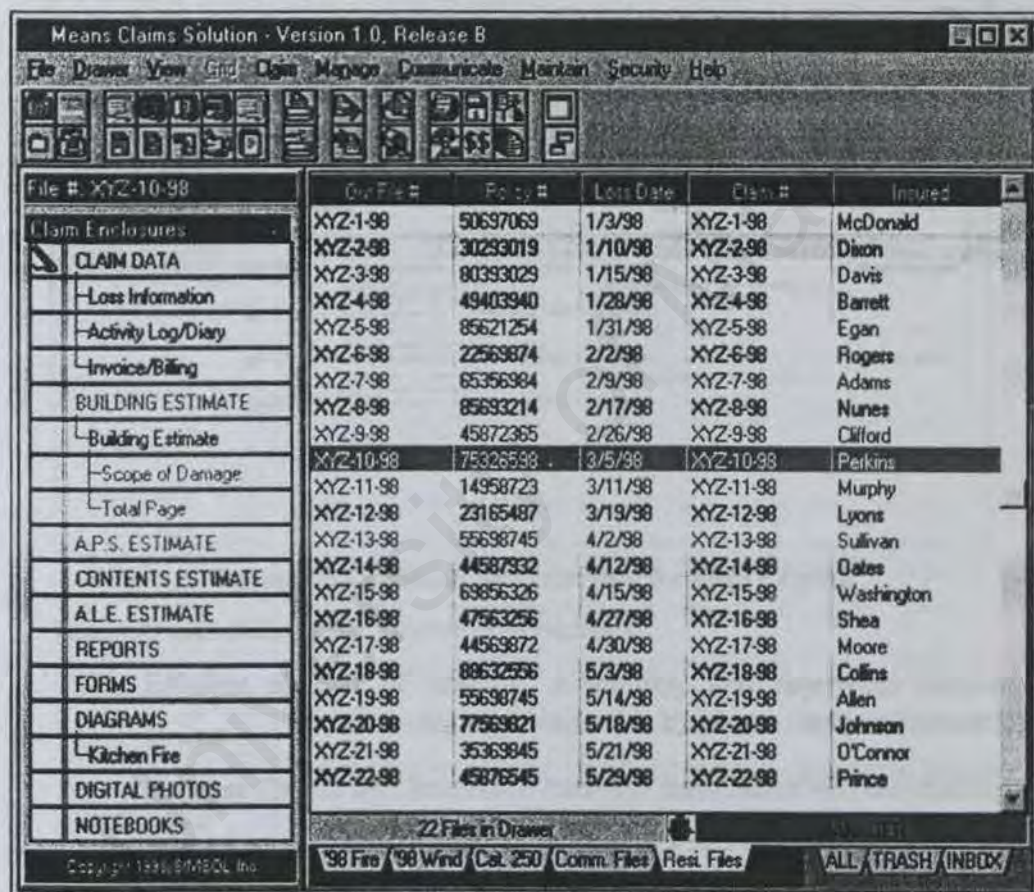 Means Claims Solution - Version 1.0, Release B
File Drawer View Grid Claim Manage Communicate Maintain Security Help
File #: XYZ-10-98
Claim Enclosures
CLAIM DATA
Loss Information
Activity Log/Diary
Invoice/Billing
BUILDING ESTIMATE
Building Estimate
Scope of Damage
Total Page
A.P.S. ESTIMATE
CONTENTS ESTIMATE
A.L.E. ESTIMATE
REPORTS
FORMS
DIAGRAMS
Kitchen Fire
DIGITAL PHOTOS
NOTEBOOKS
Our File # Policy # Loss Date Claim # Insured
XYZ-1-98 50697069 1/3/98 XYZ-1-98 McDonald
XYZ-2-98 30293019 1/10/98 XYZ-2-98 Dixon
XYZ-3-98 80393029 1/15/98 XYZ-3-98 Davis
XYZ-4-98 49403940 1/28/98 XYZ-4-98 Barrett
XYZ-5-98 85621254 1/31/98 XYZ-5-98 Egan
XYZ-6-98 22569874 2/2/98 XYZ-6-98 Rogers
XYZ-7-98 65356984 2/9/98 XYZ-7-98 Adams
XYZ-8-98 85693214 2/17/98 XYZ-8-98 Nunes
XYZ-9-98 45872365 2/26/98 XYZ-9-98 Clifford
XYZ-10-98 75326598 3/5/98 XYZ-10-98 Perkins
XYZ-11-98 14958723 3/11/98 XYZ-11-98 Murphy
XYZ-12-98 23165487 3/19/98 XYZ-12-98 Lyons
XYZ-13-98 55698745 4/2/98 XYZ-13-98 Sullivan
XYZ-14-98 44587932 4/12/98 XYZ-14-98 Oates
XYZ-15-98 69856326 4/15/98 XYZ-15-98 Washington
XYZ-16-98 47563256 4/27/98 XYZ-16-98 Shea
XYZ-17-98 44569872 4/30/98 XYZ-17-98 Moore
XYZ-18-98 88632556 5/3/98 XYZ-18-98 Collins
XYZ-19-98 55698745 5/14/98 XYZ-19-98 Allen
XYZ-20-98 77569821 5/18/98 XYZ-20-98 Johnson
XYZ-21-98 35369845 5/21/98 XYZ-21-98 O'Connor
XYZ-22-98 45876545 5/29/98 XYZ-22-98 Prince
22 Files in Drawer
'98 Fire '98 Wind Cat. 250 Comm. Files Resi. Files ALL TRASH INBOX